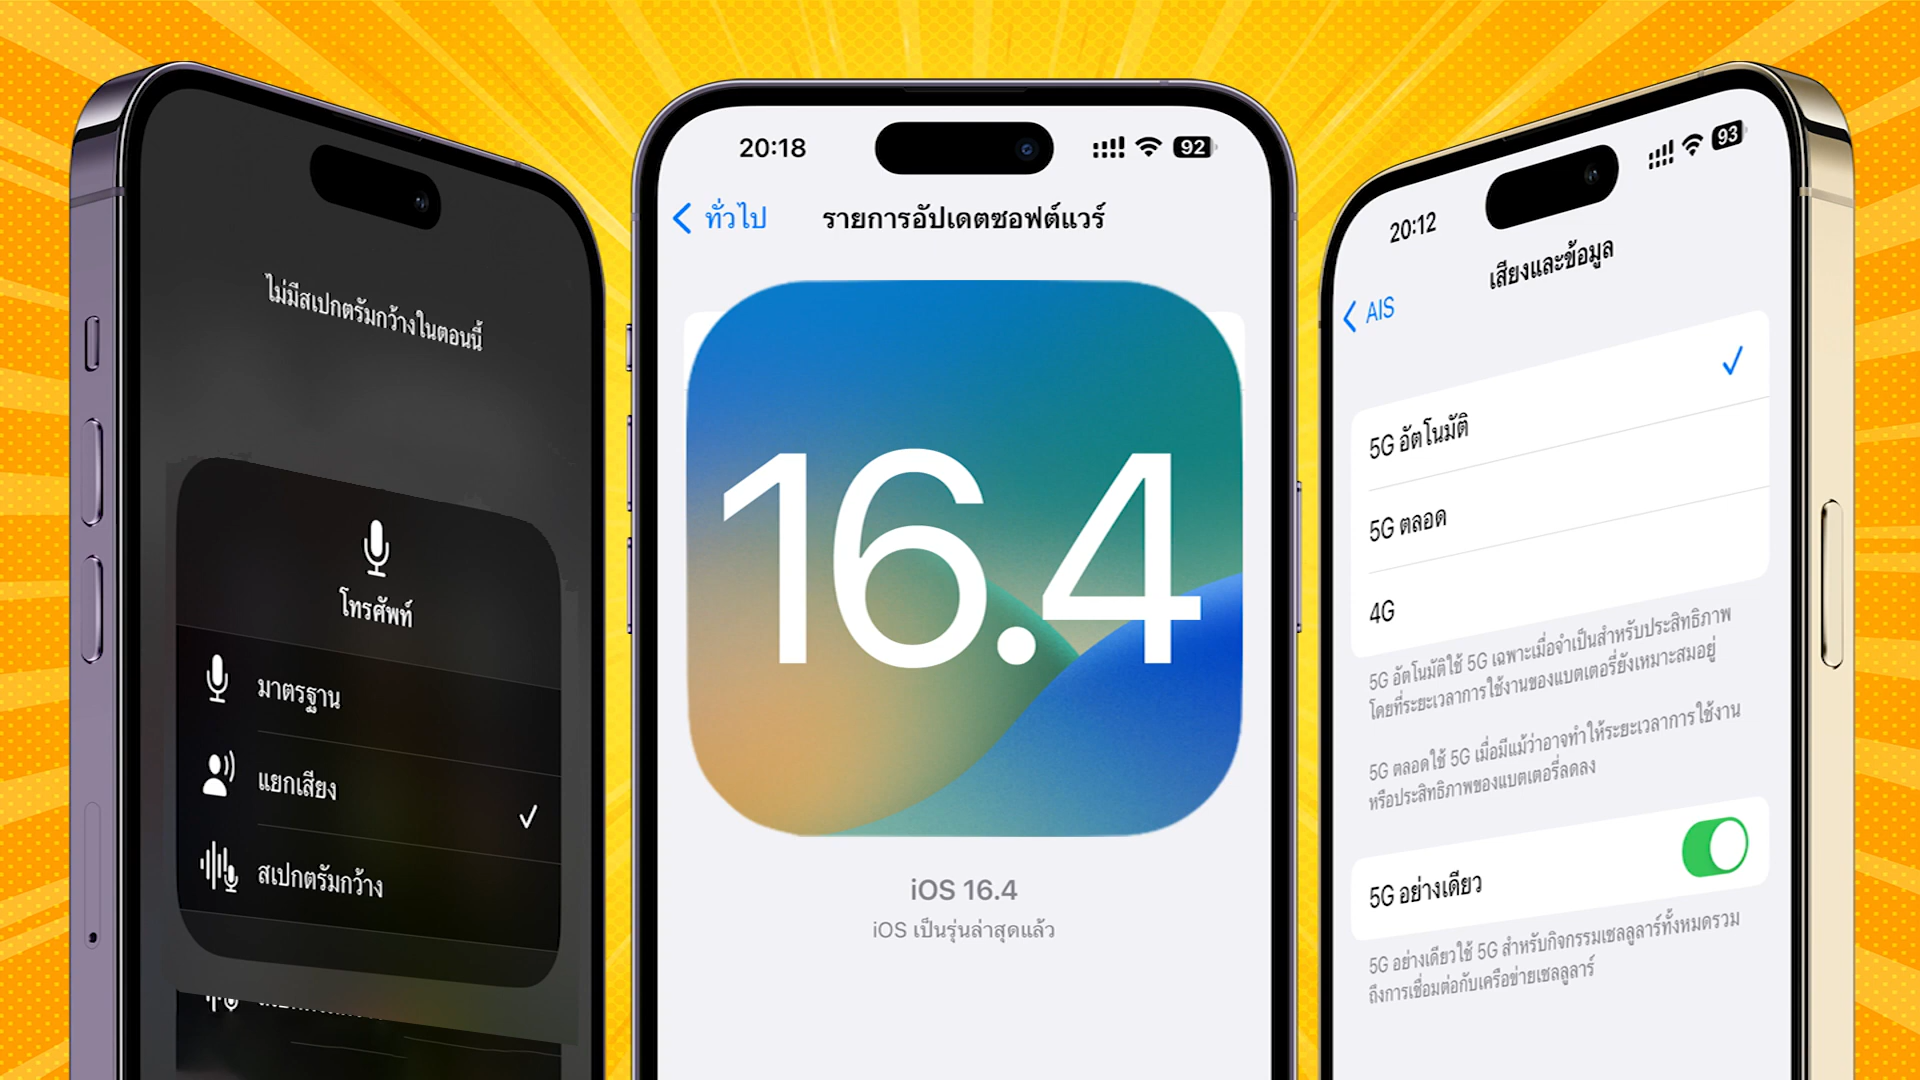 ไม่มีสเปกตรัมกว้างในตอนนี้
โทรศัพท์
มาตรฐาน
แยกเสียง
สเปกตรัมกว้าง
20:18
92
ทั่วไป
รายการอัปเดตซอฟต์แวร์
16.4
iOS 16.4
iOS เป็นรุ่นล่าสุดแล้ว
20:12
93
เสียงและข้อมูล
AIS
5G อัตโนมัติ
5G ตลอด
4G
5G อัตโนมัติใช้ 5G เฉพาะเมื่อจำเป็นสำหรับประสิทธิภาพ
โดยที่ระยะเวลาการใช้งานของแบตเตอรี่ยังเหมาะสมอยู่
5G ตลอดใช้ 5G เมื่อมีแม้ว่าอาจทำให้ระยะเวลาการใช้งาน
หรือประสิทธิภาพของแบตเตอรี่ลดลง
5G อย่างเดียว
5G อย่างเดียวใช้ 5G สำหรับกิจกรรมเซลลูลาร์ทั้งหมดรวม
ถึงการเชื่อมต่อกับเครือข่ายเซลลูลาร์